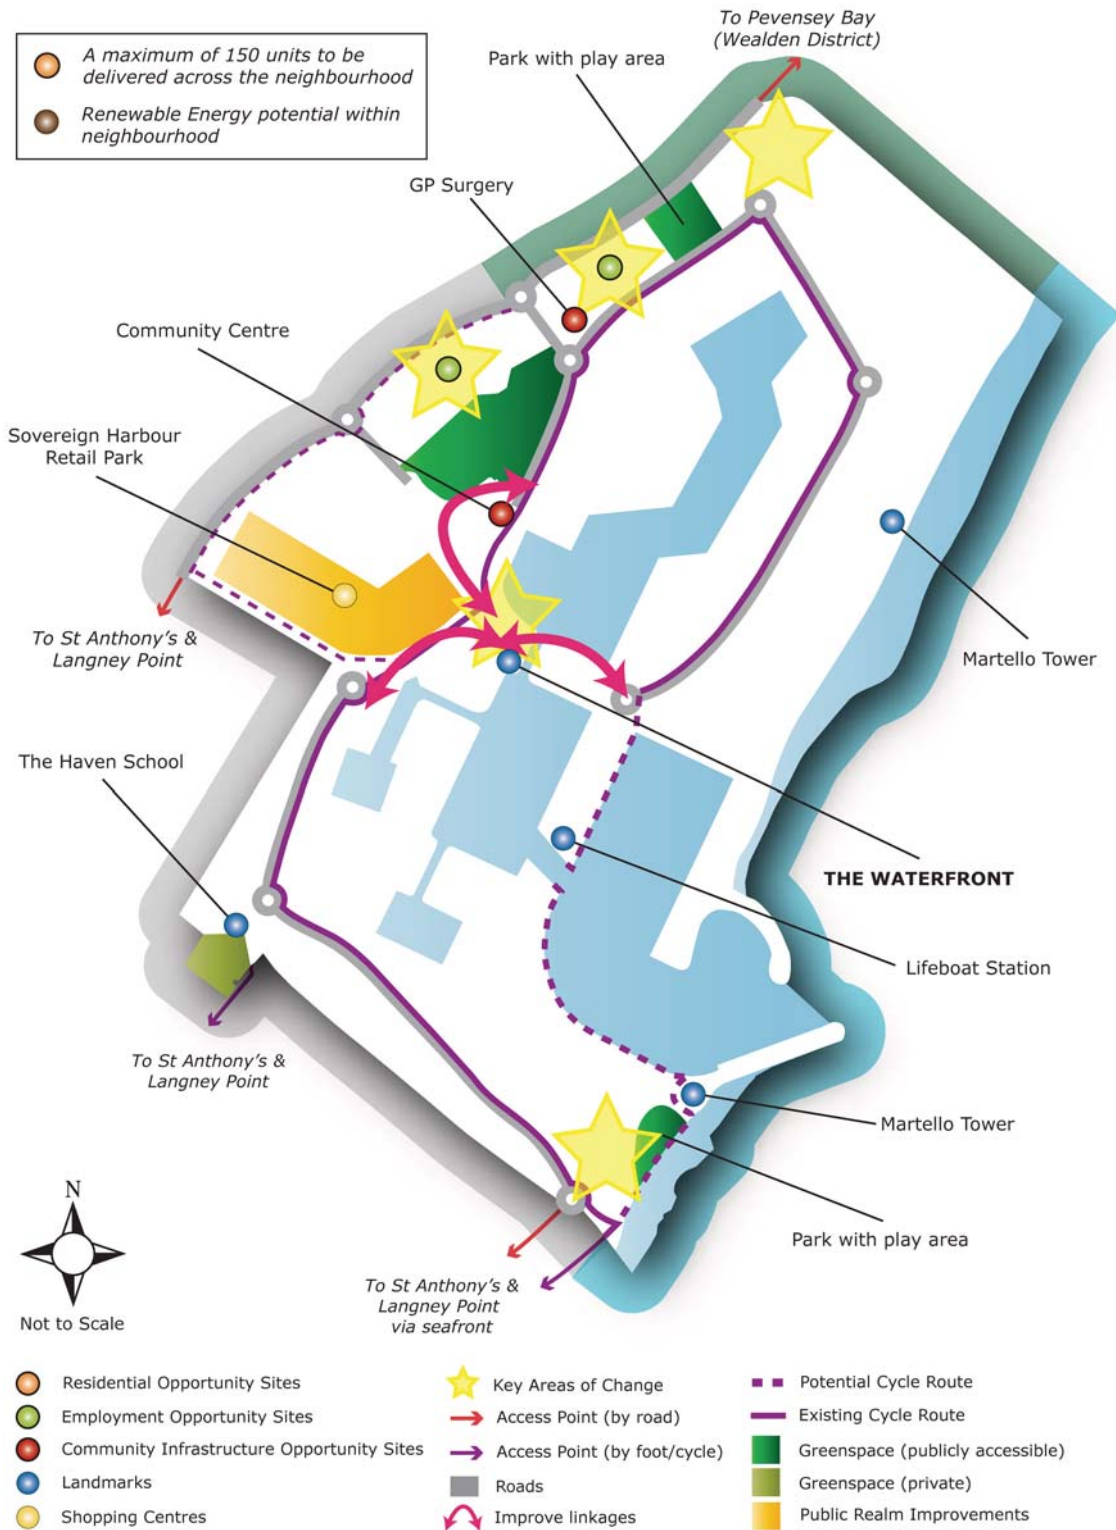 A maximum of 150 units to be
delivered across the neighbourhood
Renewable Energy potential within
neighbourhood
To Pevensey Bay
(Wealden District)
Park with play area
GP Surgery
Community Centre
Sovereign Harbour
Retail Park
To St Anthony's &
Langney Point
Martello Tower
The Haven School
THE WATERFRONT
Lifeboat Station
To St Anthony's &
Langney Point
Martello Tower
Park with play area
N
Not to Scale
To St Anthony's &
Langney Point
via seafront
Residential Opportunity Sites
Employment Opportunity Sites
Community Infrastructure Opportunity Sites
Landmarks
Shopping Centres
Key Areas of Change
Access Point (by road)
Access Point (by foot/cycle)
Roads
Improve linkages
Potential Cycle Route
Existing Cycle Route
Greenspace (publicly accessible)
Greenspace (private)
Public Realm Improvements